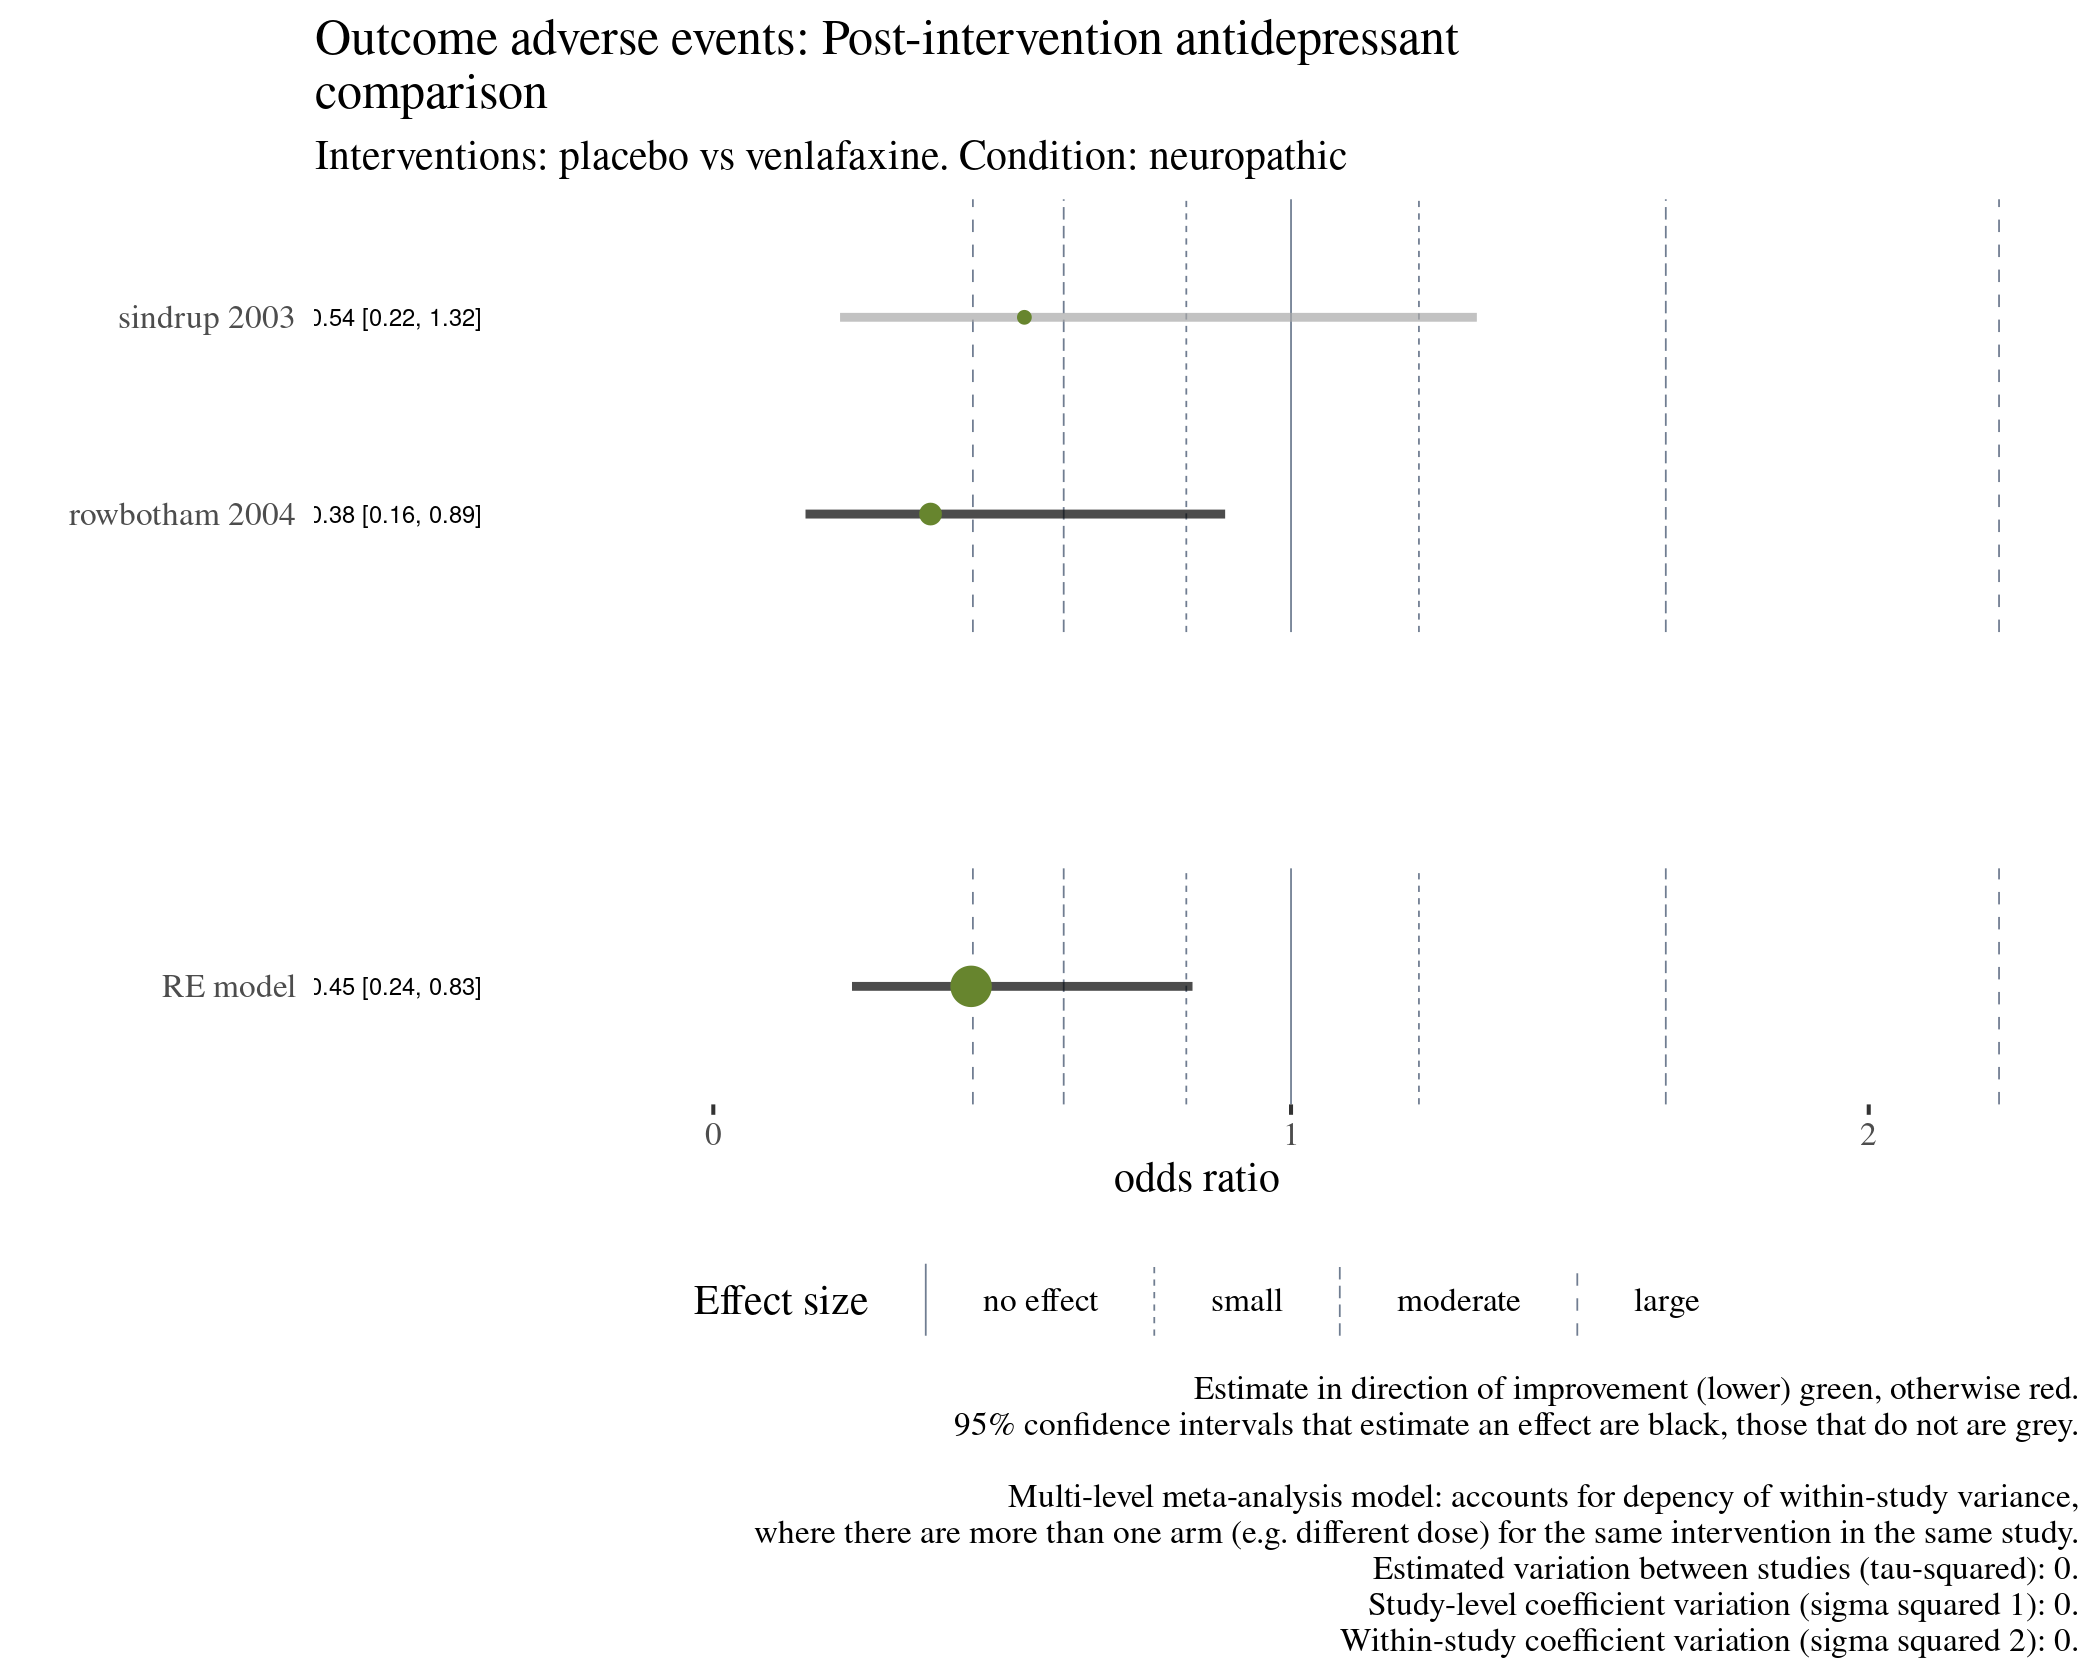 Outcome adverse events: Post-intervention antidepressant
comparison
Interventions: placebo vs venlafaxine. Condition: neuropathic
sindrup 2003 0.54 [0.22, 1.32]
rowbotham 2004 0.38 [0.16, 0.89]
RE model 0.45 [0.24, 0.83]
0 1 2
odds ratio
Effect size no effect small moderate large
Estimate in direction of improvement (lower) green, otherwise red.
95% confidence intervals that estimate an effect are black, those that do not are grey.
Multi-level meta-analysis model: accounts for depency of within-study variance,
where there are more than one arm (e.g. different dose) for the same intervention in the same study.
Estimated variation between studies (tau-squared): 0.
Study-level coefficient variation (sigma squared 1): 0.
Within-study coefficient variation (sigma squared 2): 0.